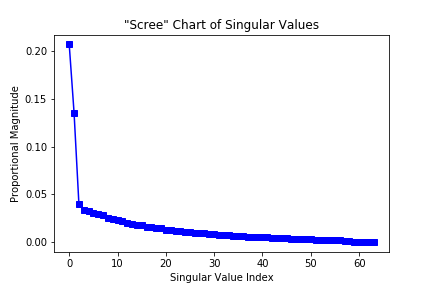 "Scree" Chart of Singular Values
Proportional Magnitude
0.20
0.15
0.10
0.05
0.00
0 10 20 30 40 50 60
Singular Value Index